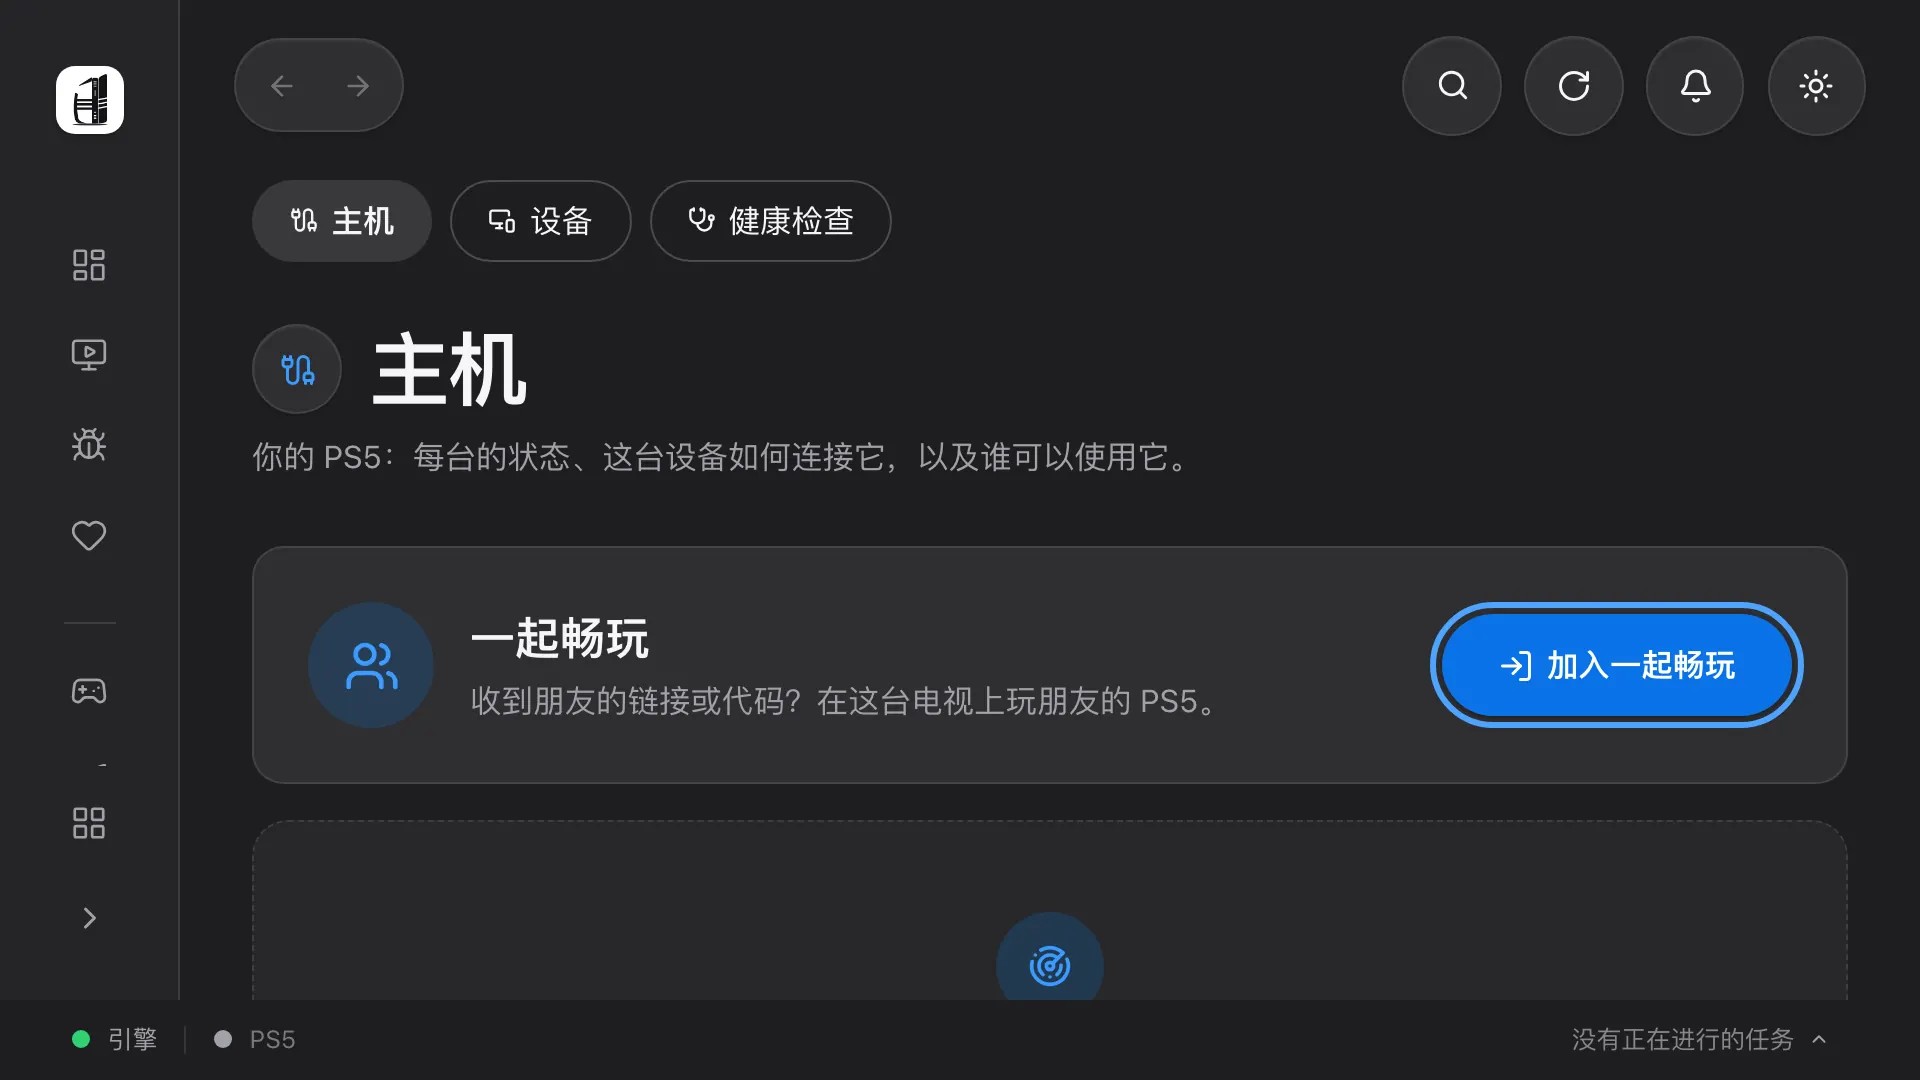 主机
设备
健康检查
主机
你的 PS5：每台的状态、这台设备如何连接它，以及谁可以使用它。
一起畅玩
收到朋友的链接或代码？在这台电视上玩朋友的 PS5。
加入一起畅玩
引擎
PS5
没有正在进行的任务